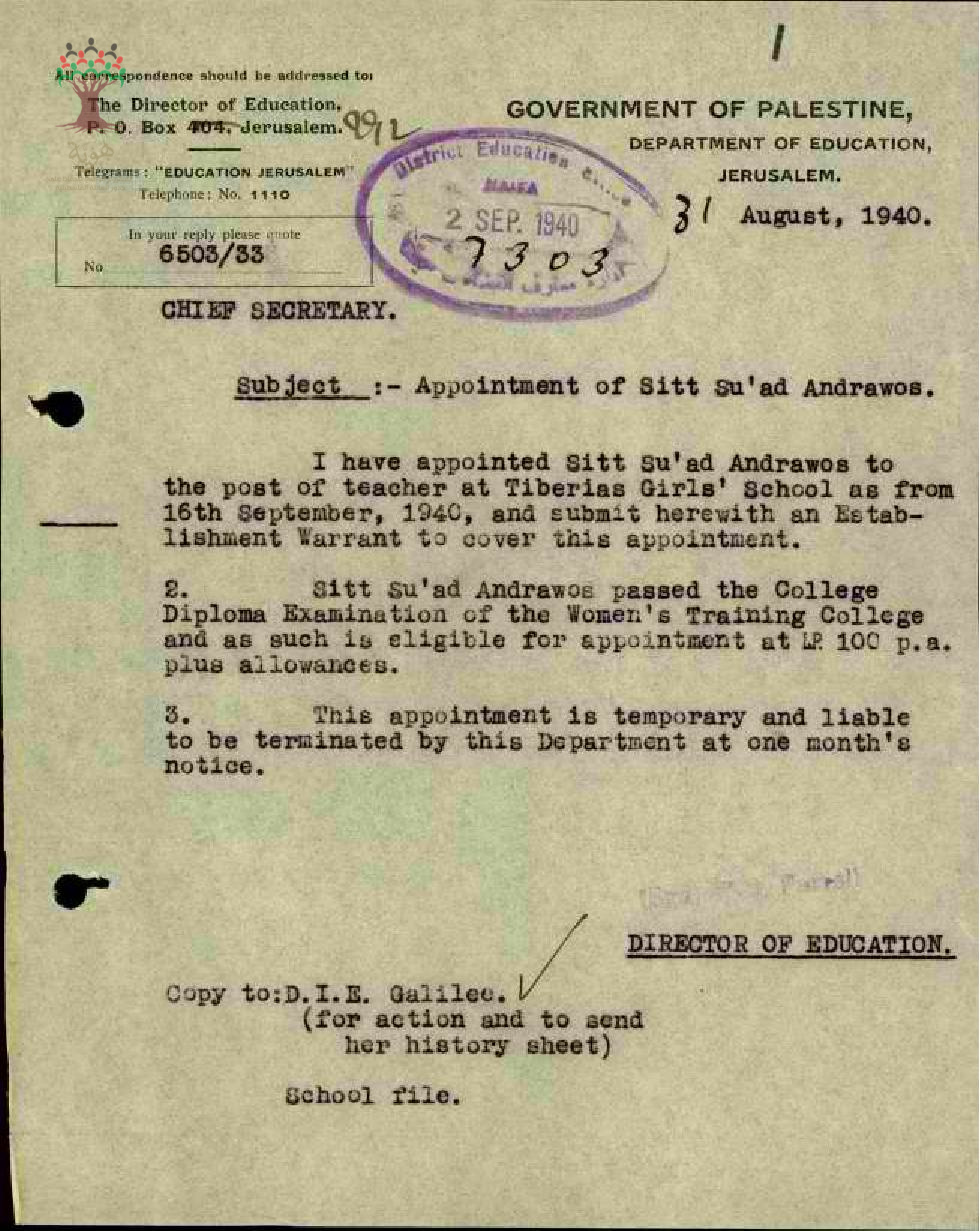 1
All correspondence should be addressed to:
The Director of Education,
P. O. Box 404, Jerusalem. 992
Telegrams: "EDUCATION JERUSALEM"
Telephone: No. 1110
In your reply please quote
No 6503/33
GOVERNMENT OF PALESTINE,
DEPARTMENT OF EDUCATION,
JERUSALEM.
31 August, 1940.
District Education
HAIFA
2 SEP. 1940
7303
CHIEF SECRETARY.
Subject :- Appointment of Sitt Su'ad Andrawos.
I have appointed Sitt Su'ad Andrawos to
the post of teacher at Tiberias Girls' School as from
16th September, 1940, and submit herewith an Estab-
lishment Warrant to cover this appointment.
2. Sitt Su'ad Andrawos passed the College
Diploma Examination of the Women's Training College
and as such is eligible for appointment at LP. 100 p.a.
plus allowances.
3. This appointment is temporary and liable
to be terminated by this Department at one month's
notice.
DIRECTOR OF EDUCATION.
Copy to:D.I.E. Galilee.
(for action and to send
her history sheet)
School file.